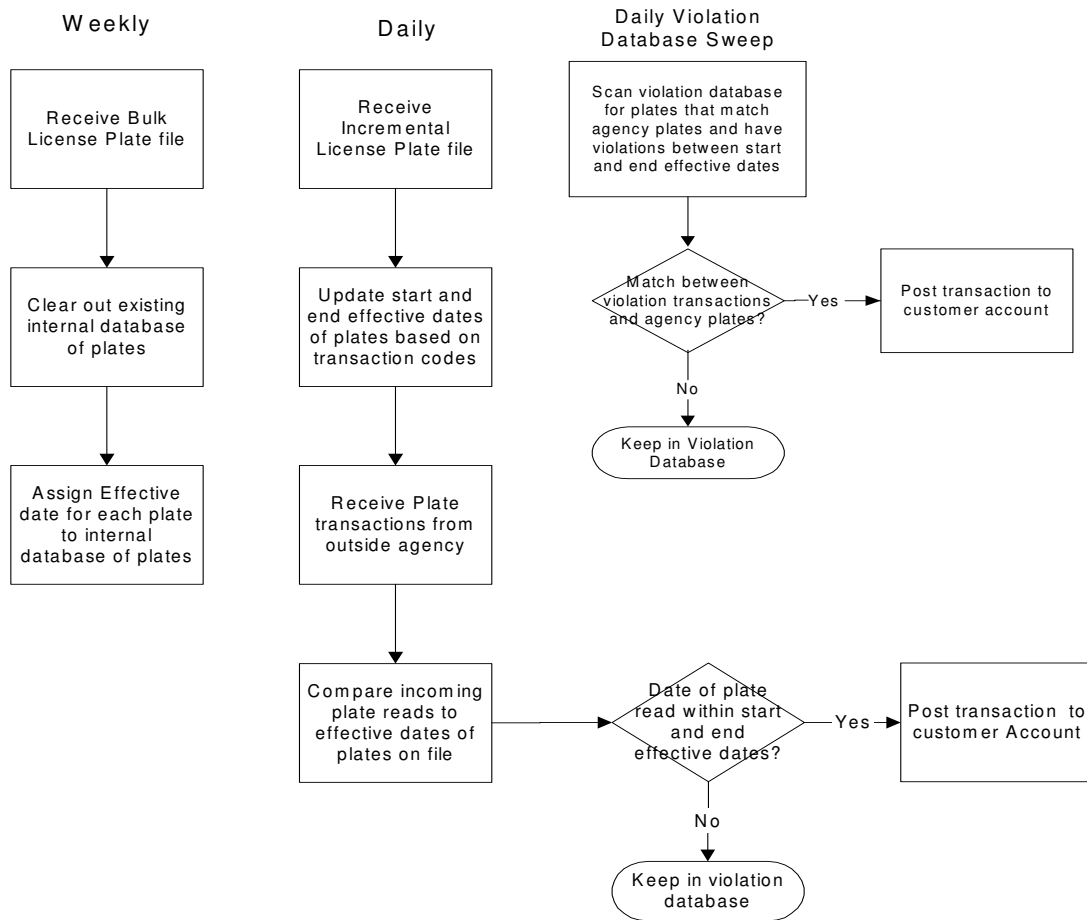 Weekly
Receive Bulk
License Plate file
Clear out existing
internal database
of plates
Assign Effective
date for each plate
to internal
database of plates
Daily
Receive
Incremental
License Plate file
Update start and
end effective dates
of plates based on
transaction codes
Receive Plate
transactions from
outside agency
Compare incoming
plate reads to
effective dates of
plates on file
Date of plate
read within start
and end
effective dates?
Yes
Post transaction to
customer Account
No
Keep in violation
database
Daily Violation
Database Sweep
Scan violation database
for plates that match
agency plates and have
violations between start
and end effective dates
Match between
violation transactions
and agency plates?
Yes
Post transaction to
customer account
No
Keep in Violation
Database